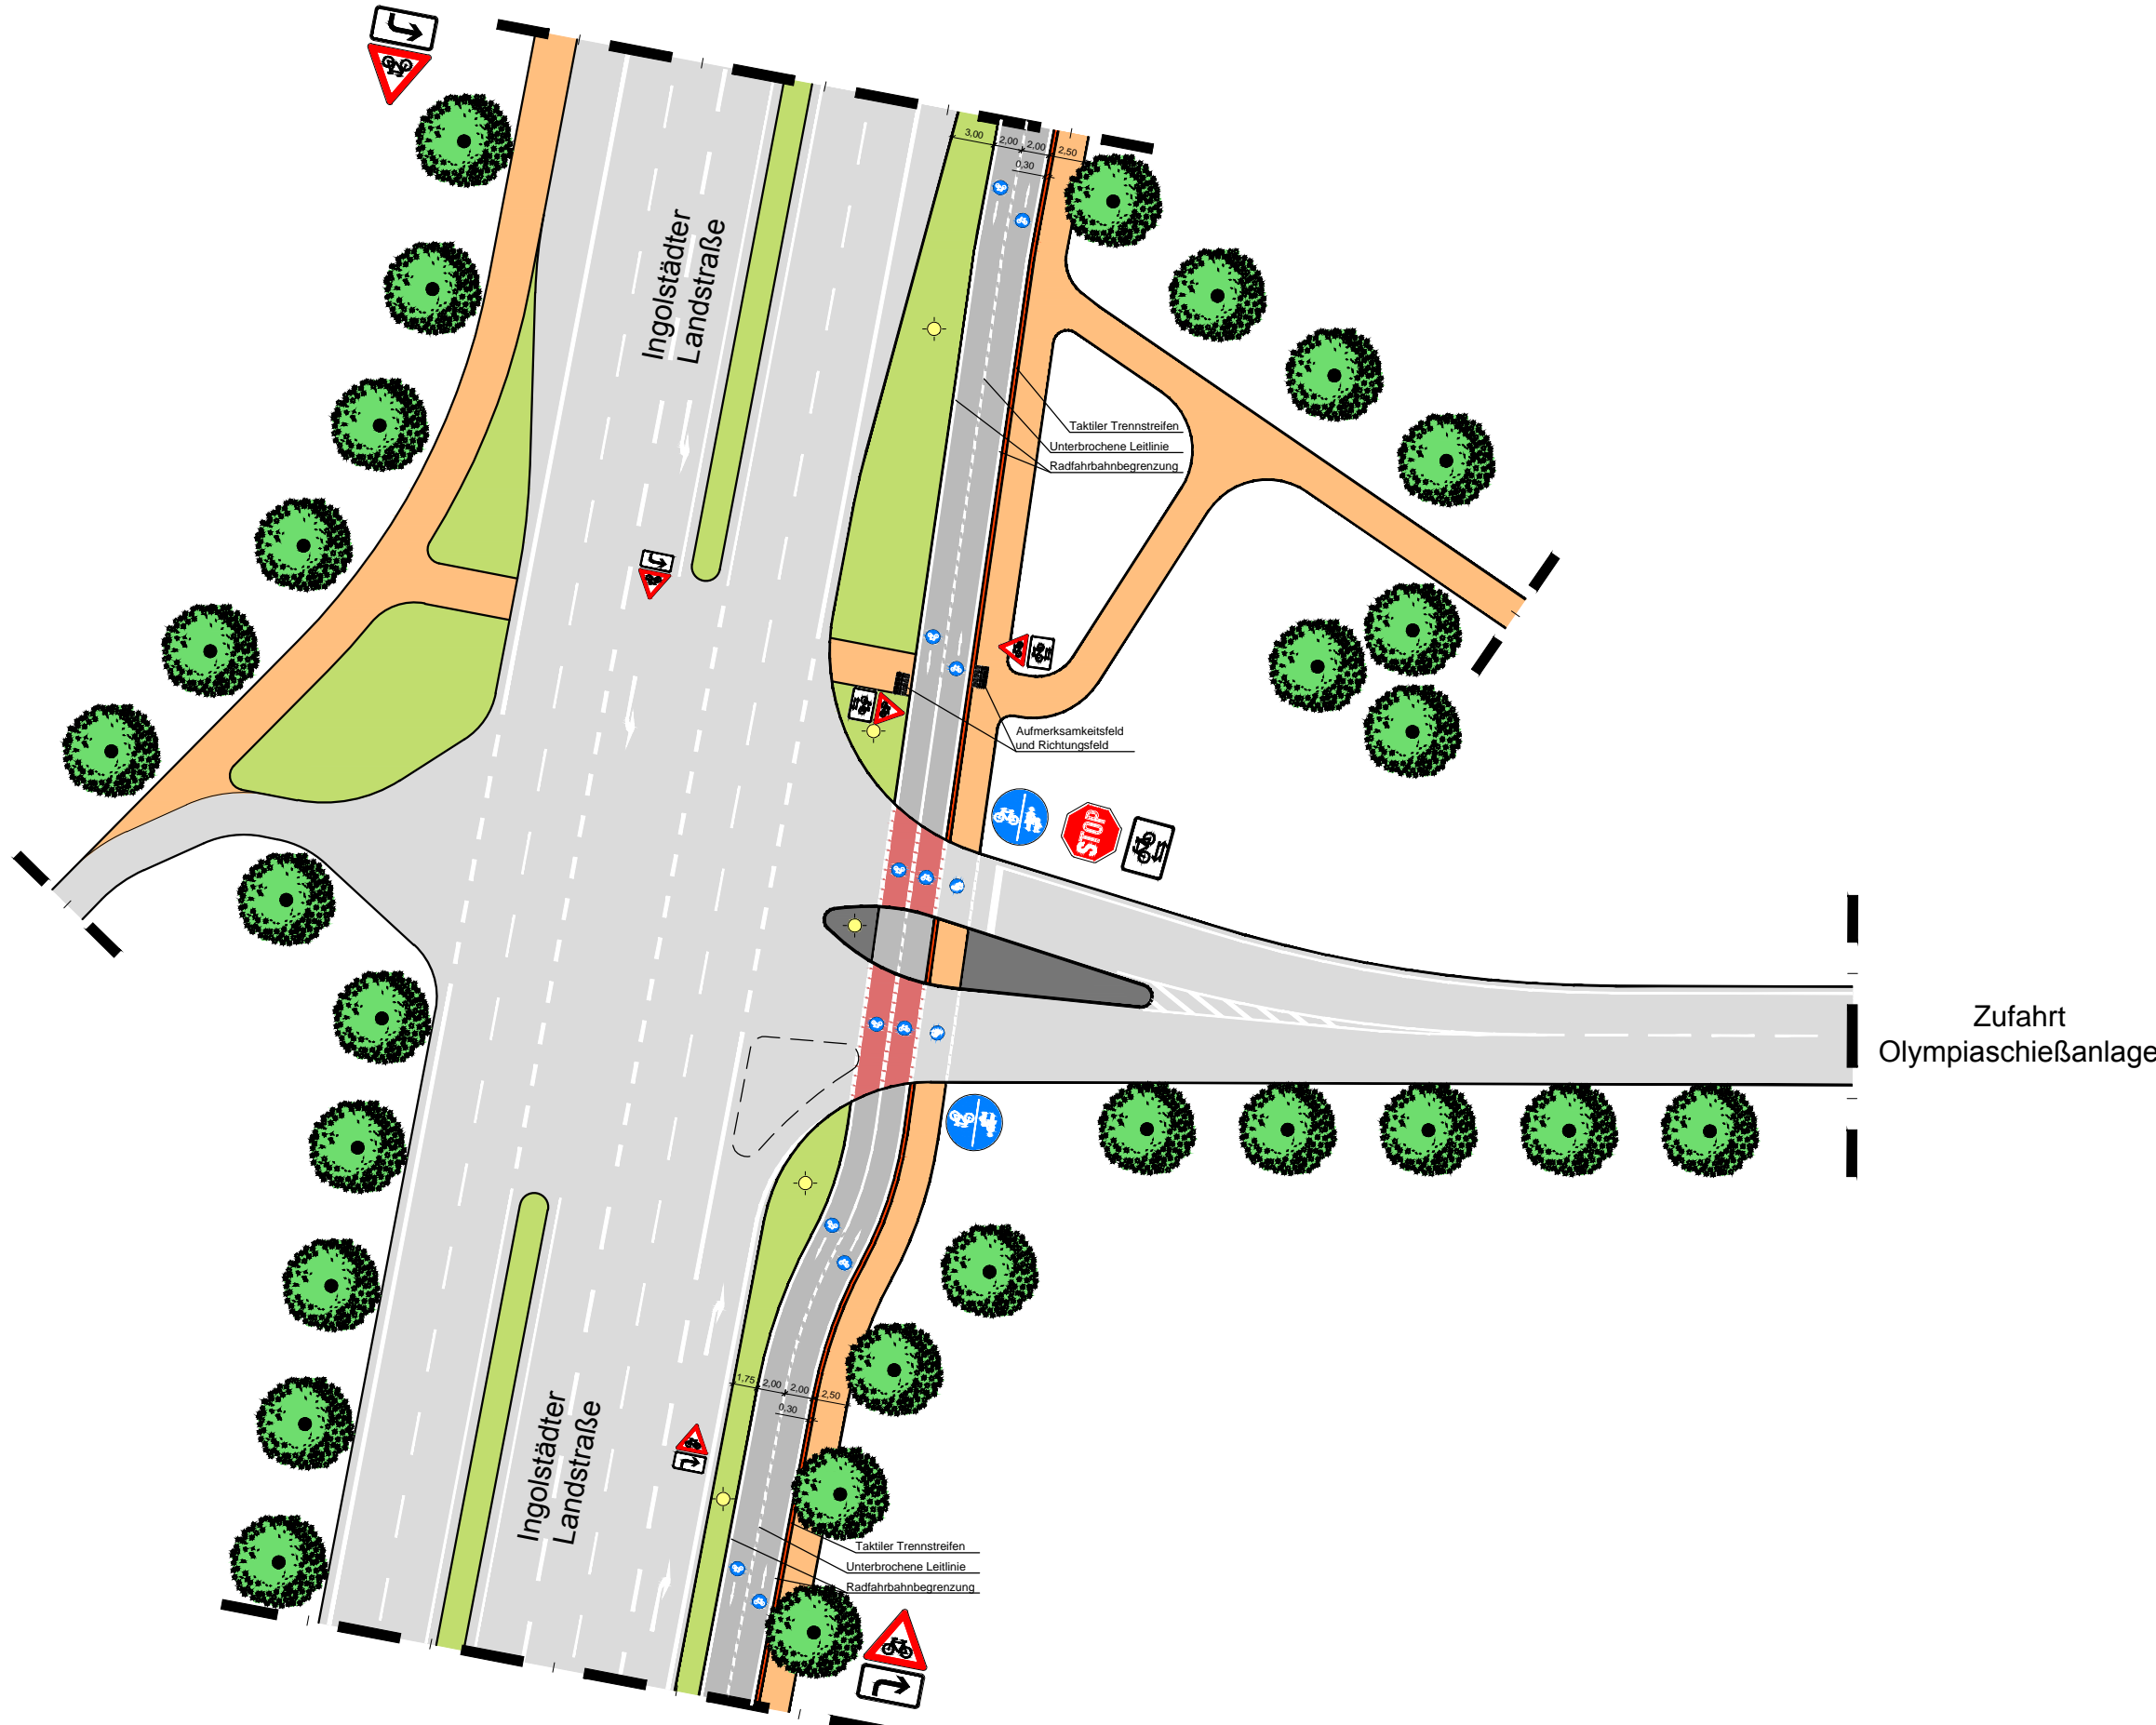 3,00
2,00
2,00
2,50
0,30
Ingolstädter
Landstraße
Taktiler Trennstreifen
Unterbrochene Leitlinie
Radfahrbahnbegrenzung
Aufmerksamkeitsfeld
und Richtungsfeld
STOP
Zufahrt
Olympiaschießanlage
1,75
2,00
2,00
2,50
0,30
Ingolstädter
Landstraße
Taktiler Trennstreifen
Unterbrochene Leitlinie
Radfahrbahnbegrenzung